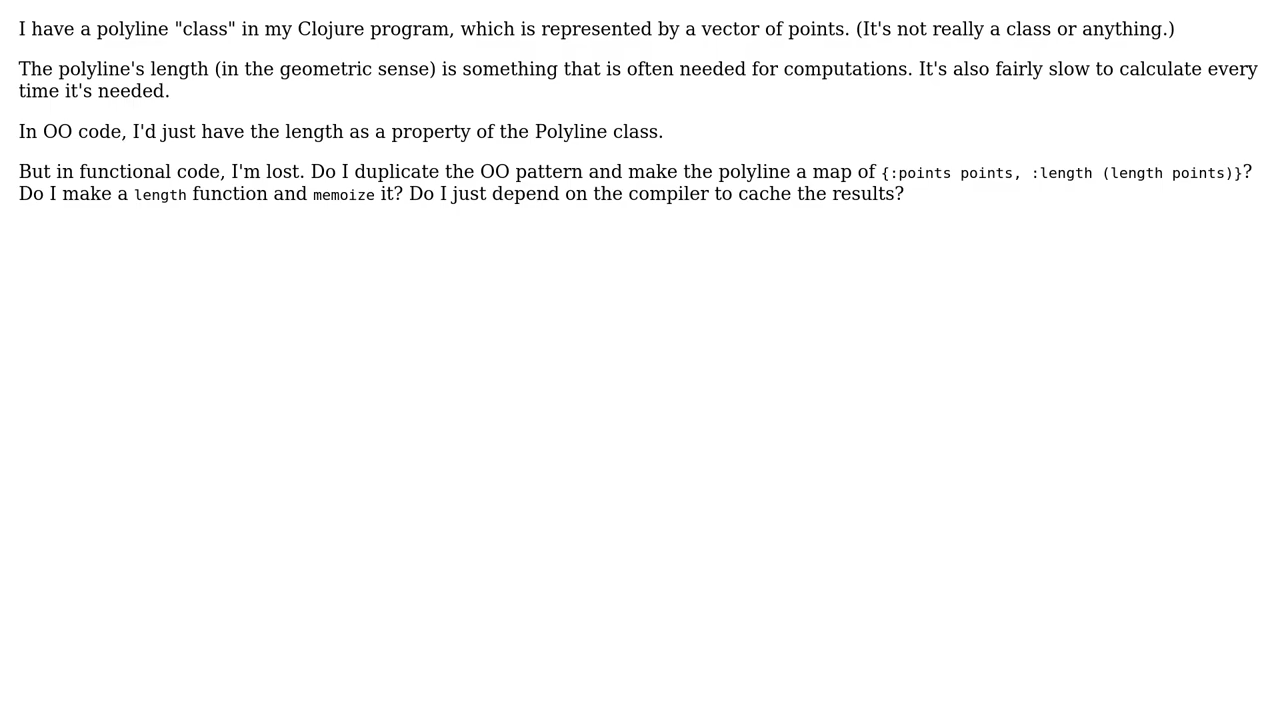 I have a polyline "class" in my Clojure program, which is represented by a vector of points. (It's not really a class or anything.)
The polyline's length (in the geometric sense) is something that is often needed for computations. It's also fairly slow to calculate every
time it's needed.
In OO code, I'd just have the length as a property of the Polyline class.
But in functional code, I'm lost. Do I duplicate the OO pattern and make the polyline a map of {:points points, :length (length points)}?
Do I make a length function and memoize it? Do I just depend on the compiler to cache the results?